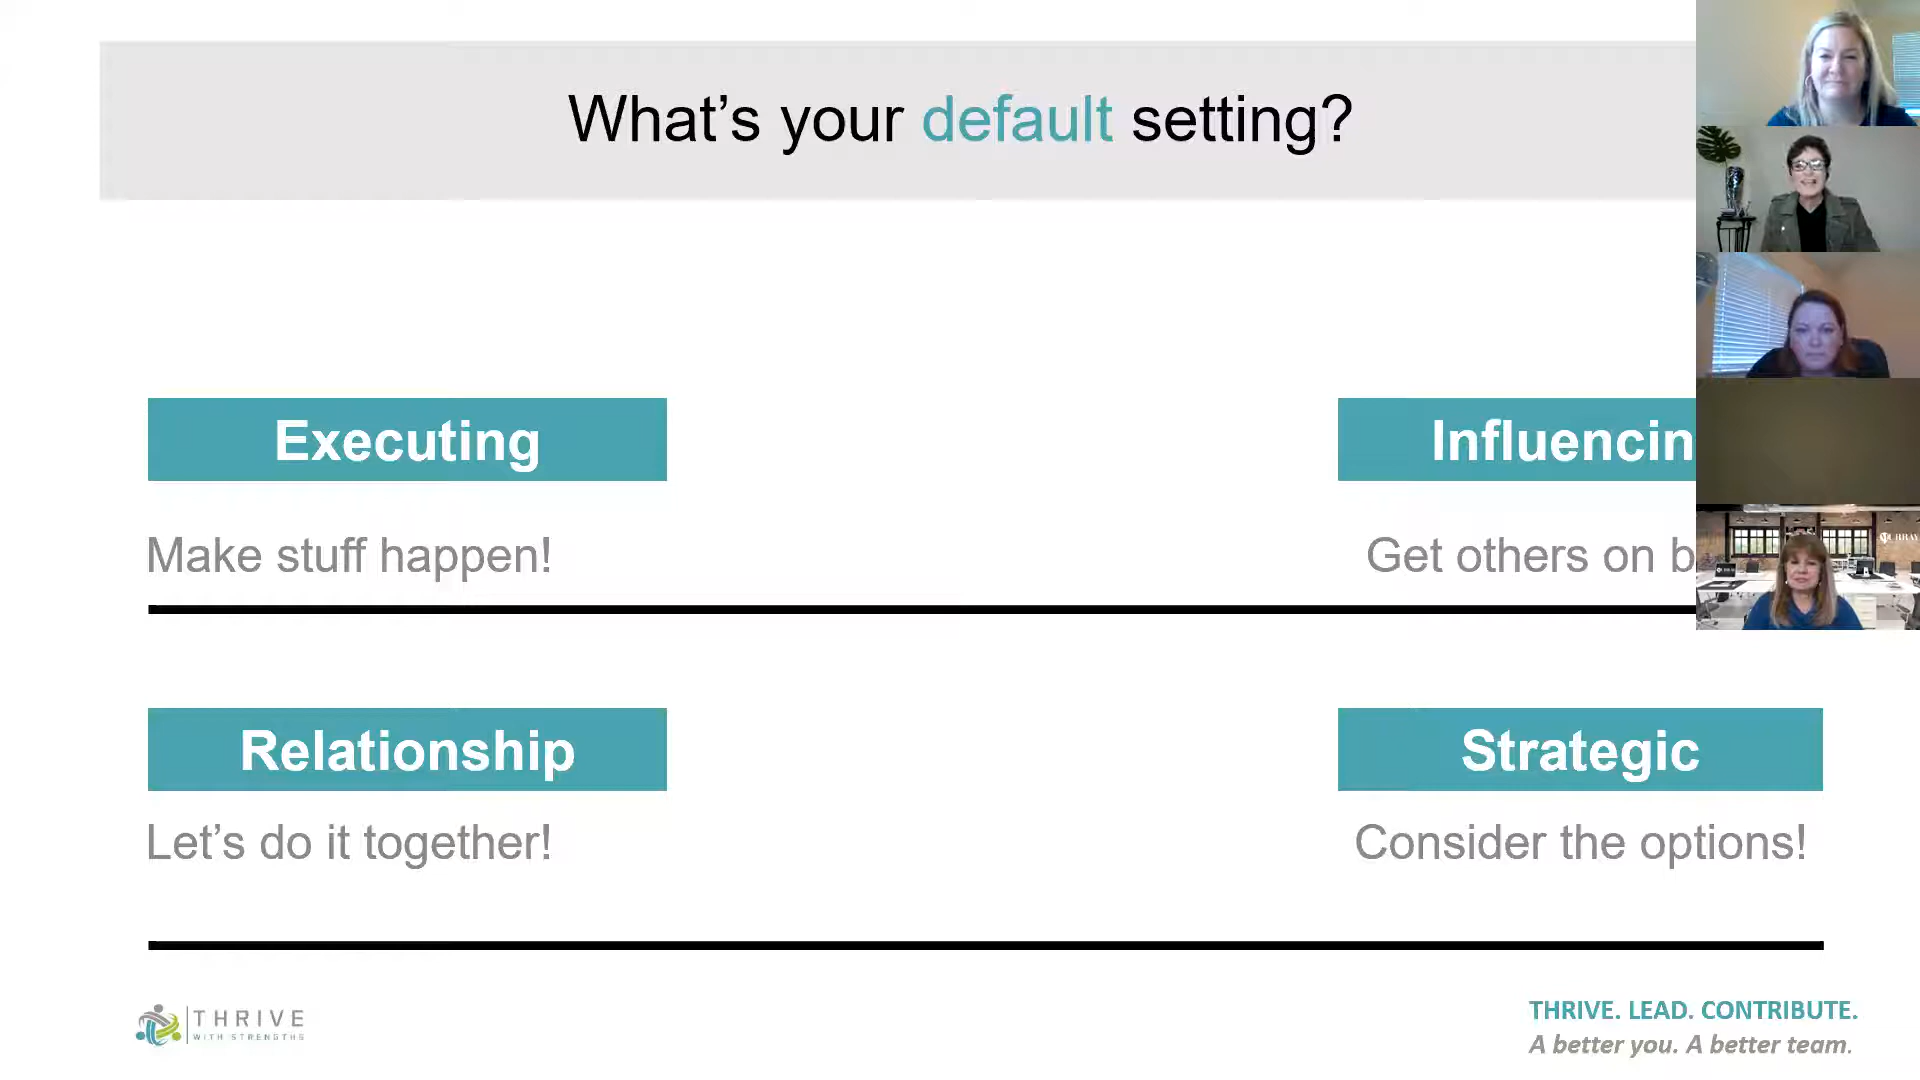 What's your default setting?
Executing
Influencin
Make stuff happen!
Get others on b
Relationship
Strategic
Let's do it together!
Consider the options!
THRIVE
WITH STRENGTHS
THRIVE. LEAD. CONTRIBUTE.
A better you. A better team.